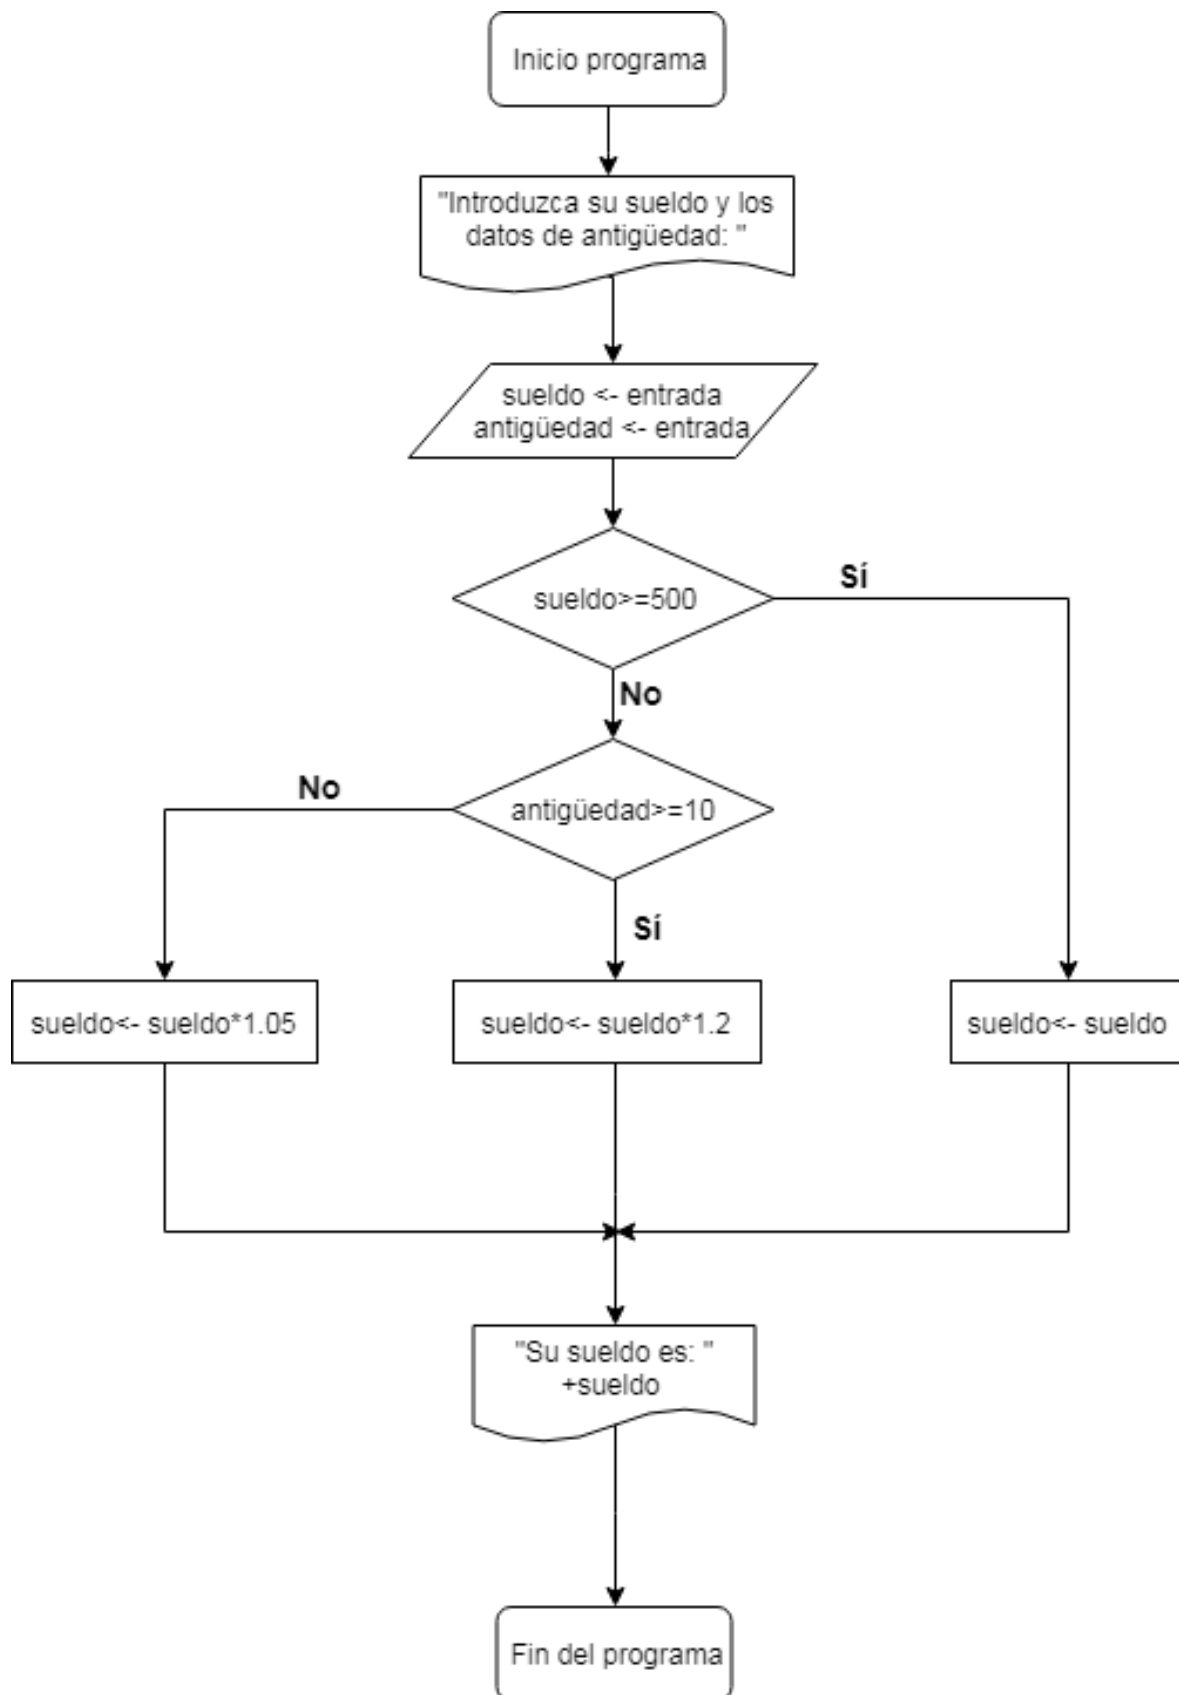 Inicio programa
"Introduzca su sueldo y los
datos de antigüedad: "
sueldo <- entrada
antigüedad <- entrada
sueldo>=500
Sí
No
antigüedad>=10
No
Sí
sueldo<- sueldo*1.05
sueldo<- sueldo*1.2
sueldo<- sueldo
"Su sueldo es: "
+sueldo
Fin del programa